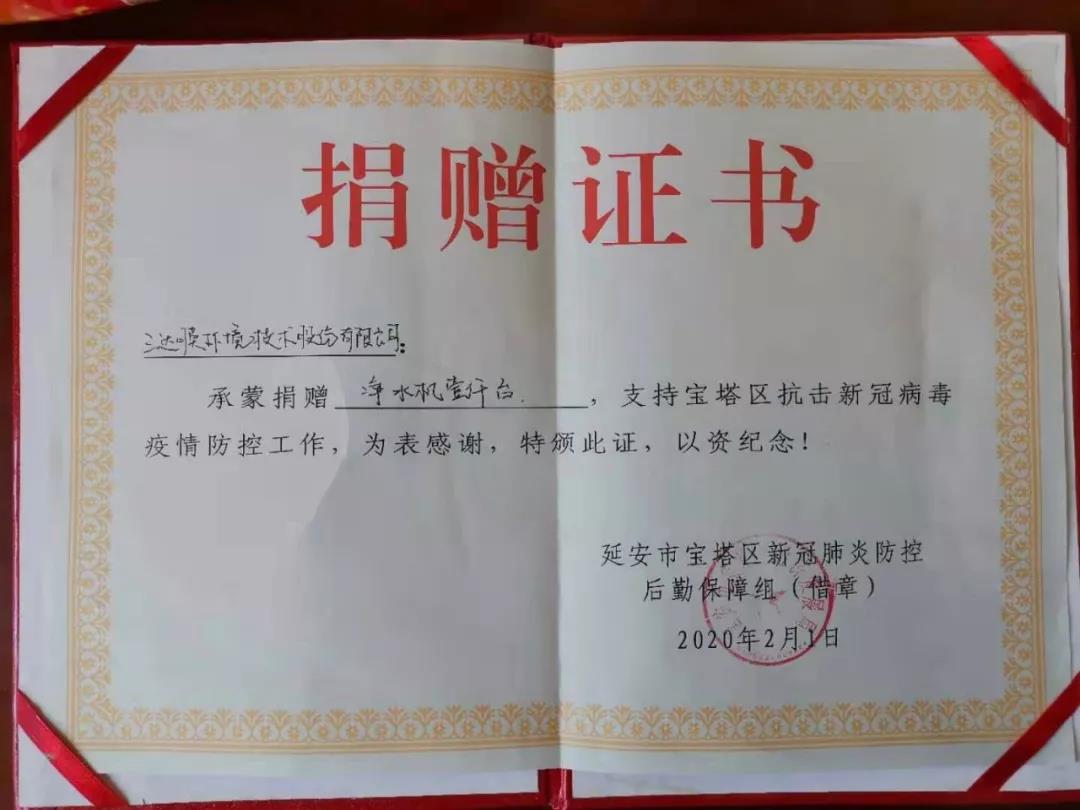 捐赠证书
三达膜环境技术股份有限公司:
承蒙捐赠 净水机壹仟台. ，支持宝塔区抗击新冠病毒
疫情防控工作，为表感谢，特颁此证，以资纪念！
延安市宝塔区新冠肺炎防控
后勤保障组（借章）
2020年2月1日